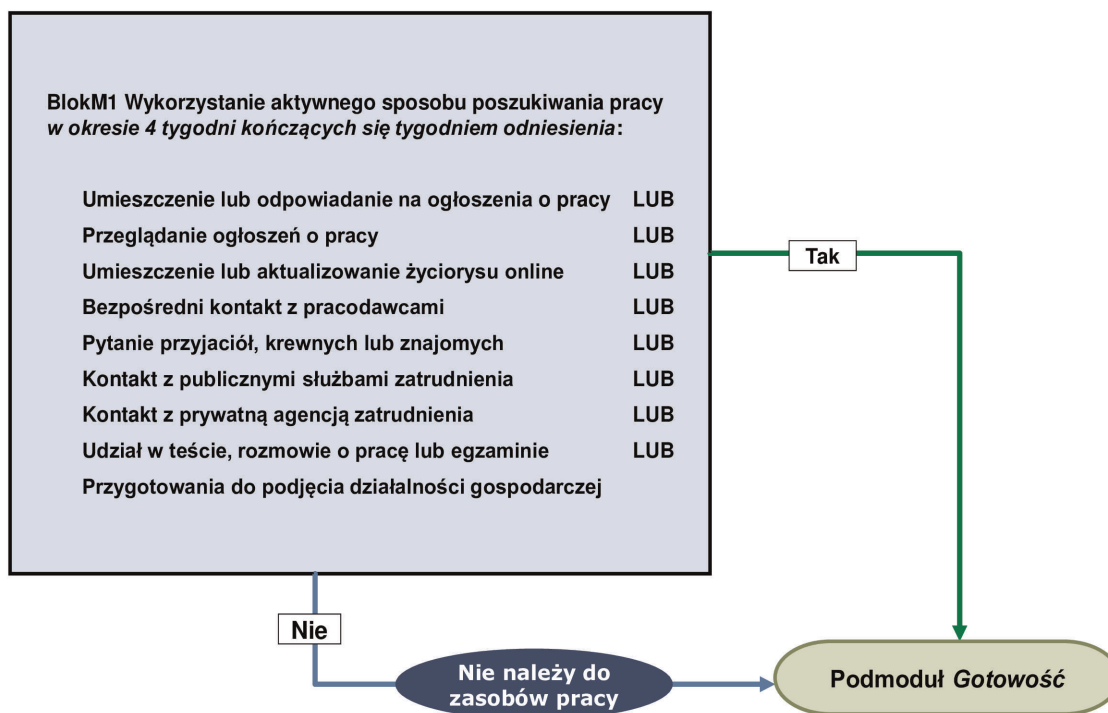 BlokM1 Wykorzystanie aktywnego sposobu poszukiwania pracy
w okresie 4 tygodni kończących się tygodniem odniesienia:
Umieszczenie lub odpowiadanie na ogłoszenia o pracy LUB
Przeglądanie ogłoszeń o pracy LUB
Umieszczenie lub aktualizowanie życiorysu online LUB
Bezpośredni kontakt z pracodawcami LUB
Pytanie przyjaciół, krewnych lub znajomych LUB
Kontakt z publicznymi służbami zatrudnienia LUB
Kontakt z prywatną agencją zatrudnienia LUB
Udział w teście, rozmowie o pracę lub egzaminie LUB
Przygotowania do podjęcia działalności gospodarczej
Tak
Nie
Nie należy do
zasobów pracy
Podmoduł Gotowość